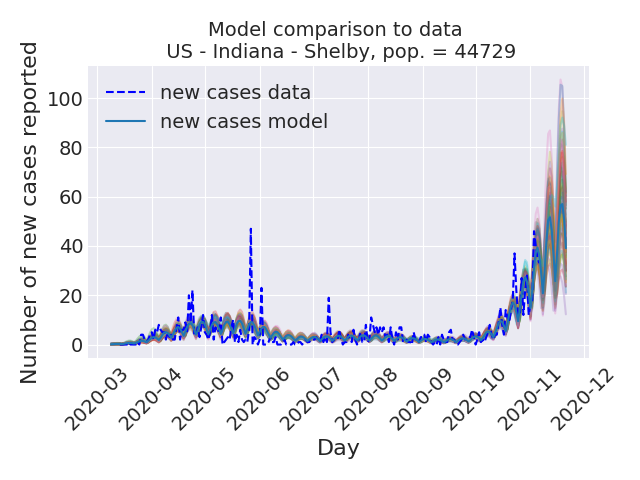 Model comparison to data
US - Indiana - Shelby, pop. = 44729
Number of new cases reported
100
80
60
40
20
0
new cases data
new cases model
2020-03
2020-04
2020-05
2020-06
2020-07
2020-08
2020-09
2020-10
2020-11
2020-12
Day